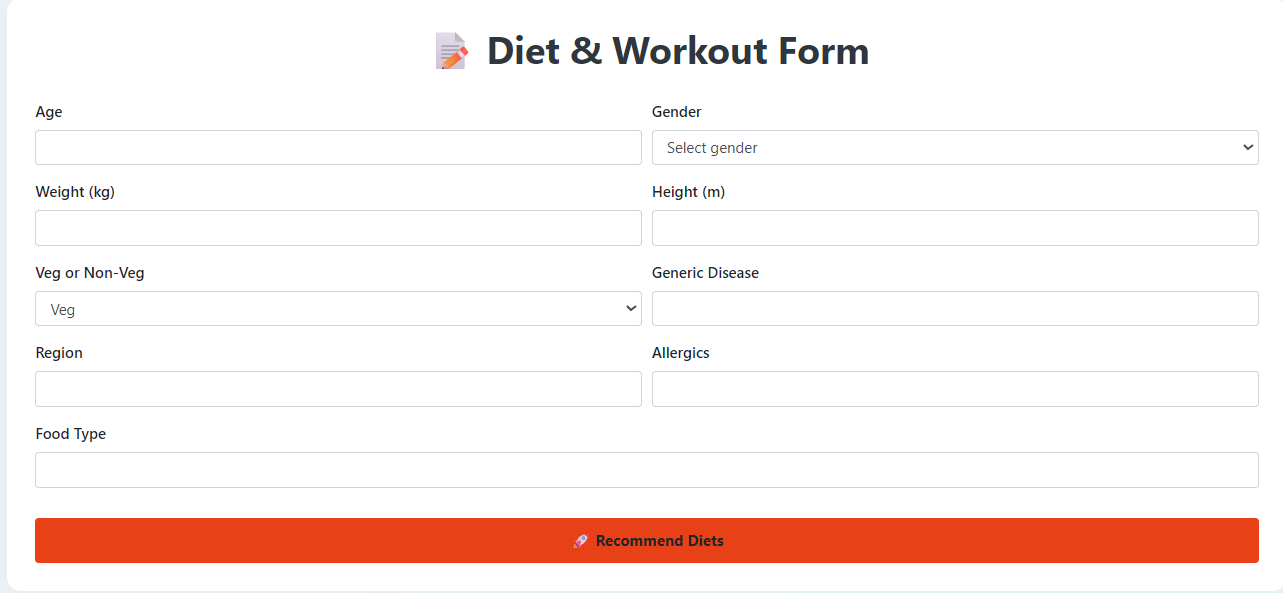 📝 Diet & Workout Form
Age
Gender
Select gender
Weight (kg)
Height (m)
Veg or Non-Veg
Generic Disease
Veg
Region
Allergics
Food Type
🚀 Recommend Diets